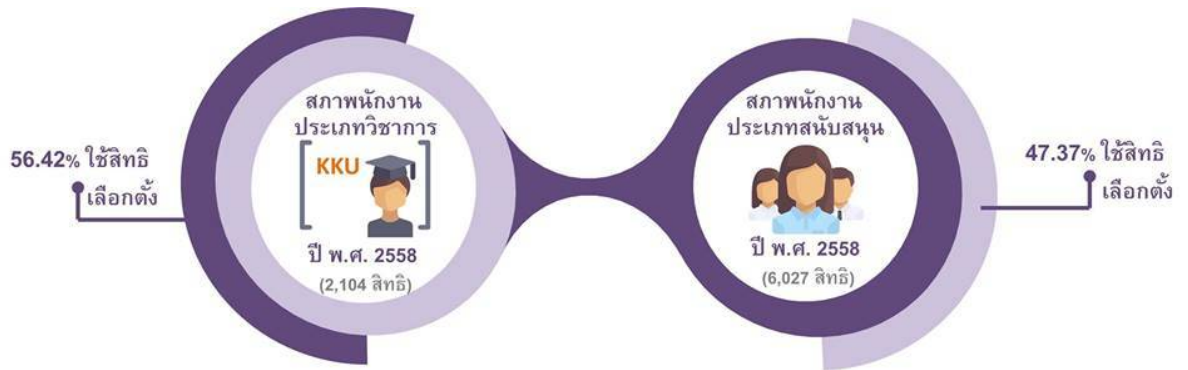 56.42% ใช้สิทธิ
เลือกตั้ง
สภาพนักงาน
ประเภทวิชาการ
KKU
ปี พ.ศ. 2558
(2,104 สิทธิ)
สภาพนักงาน
ประเภทสนับสนุน
ปี พ.ศ. 2558
(6,027 สิทธิ)
47.37% ใช้สิทธิ
เลือกตั้ง